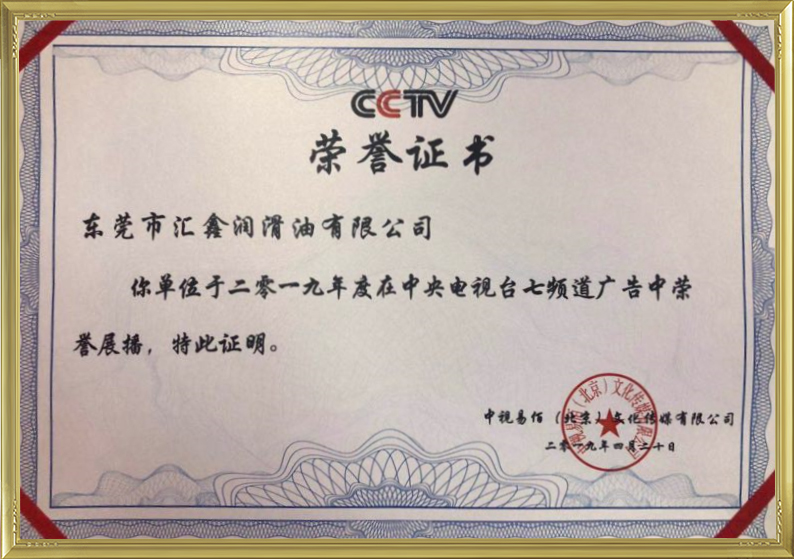 CCTV
荣誉证书
东莞市汇鑫润滑油有限公司
你单位于二零一九年度在中央电视台七频道广告中荣
誉展播，特此证明。
中视易佰（北京）文化传媒有限公司
二零一九年四月二十日